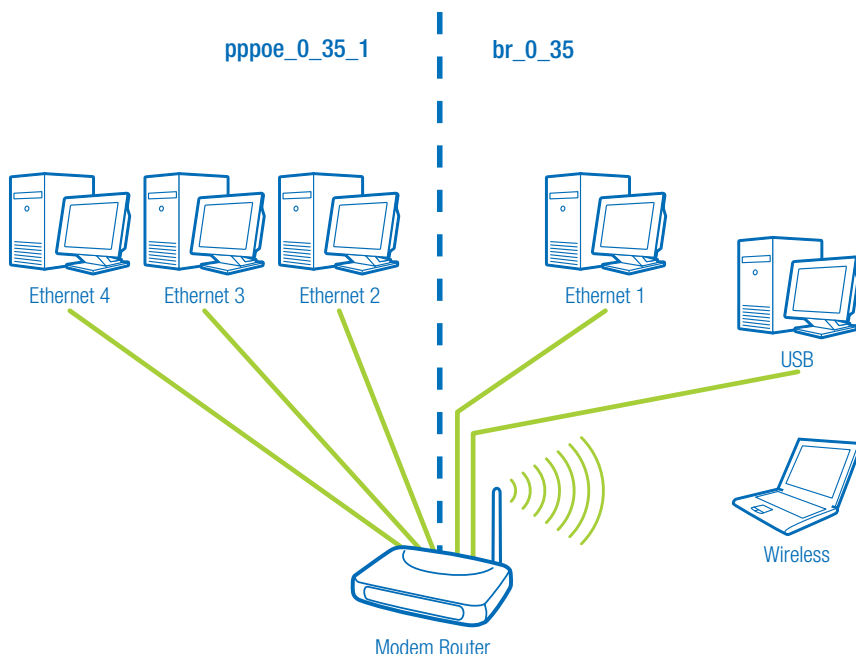 pppoe_0_35_1
br_0_35
Ethernet 4
Ethernet 3
Ethernet 2
Ethernet 1
USB
Wireless
Modem Router